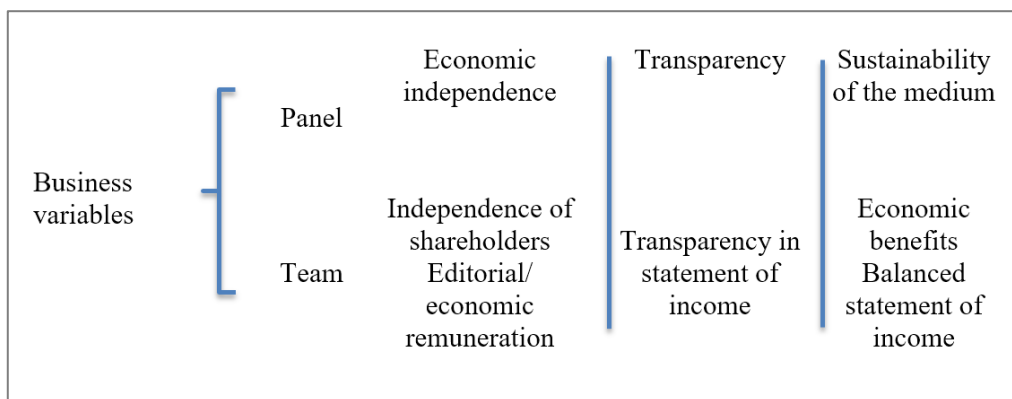 Business
variables
Panel
Economic
independence
Transparency
Sustainability
of the medium
Team
Independence of
shareholders
Editorial/
economic
remuneration
Transparency in
statement of
income
Economic
benefits
Balanced
statement of
income